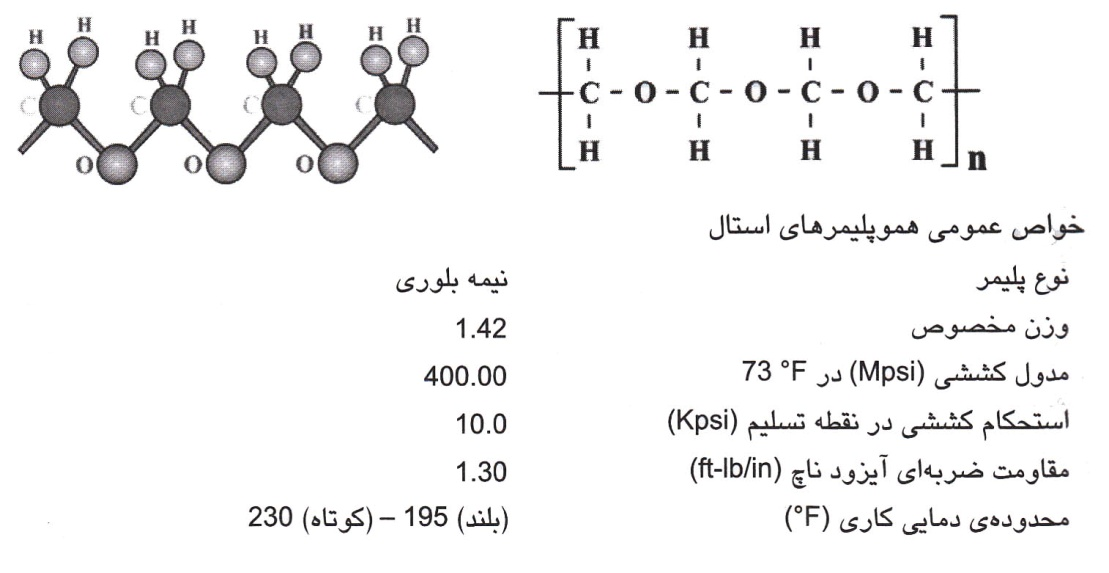 H H H H H H H H
C C C C
O O O
H H H H
C - O - C - O - C - O - C
H H H H n
خواص عمومی هموپلیمرهای استال
نوع پلیمر نیمه بلوری
وزن مخصوص 1.42
مدول کششی (Mpsi) در 73 °F 400.00
استحکام کششی در نقطه تسلیم (Kpsi) 10.0
مقاومت ضربه‌ای آیزود ناچ (ft-lb/in) 1.30
محدوده‌ی دمایی کاری (°F) (بلند) 195 – (کوتاه) 230